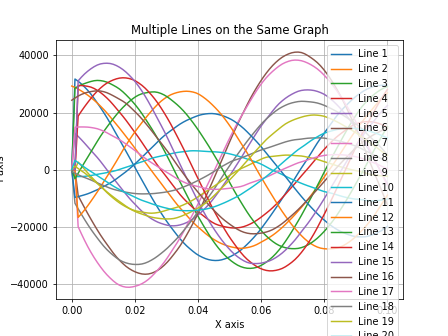 Multiple Lines on the Same Graph
40000
20000
0
−20000
−40000
0.00
0.02
0.04
0.06
X axis
Line 1
Line 2
Line 3
Line 4
Line 5
Line 6
Line 7
Line 8
Line 9
Line 10
Line 11
Line 12
Line 13
Line 14
Line 15
Line 16
Line 17
Line 18
Line 19
Line 20